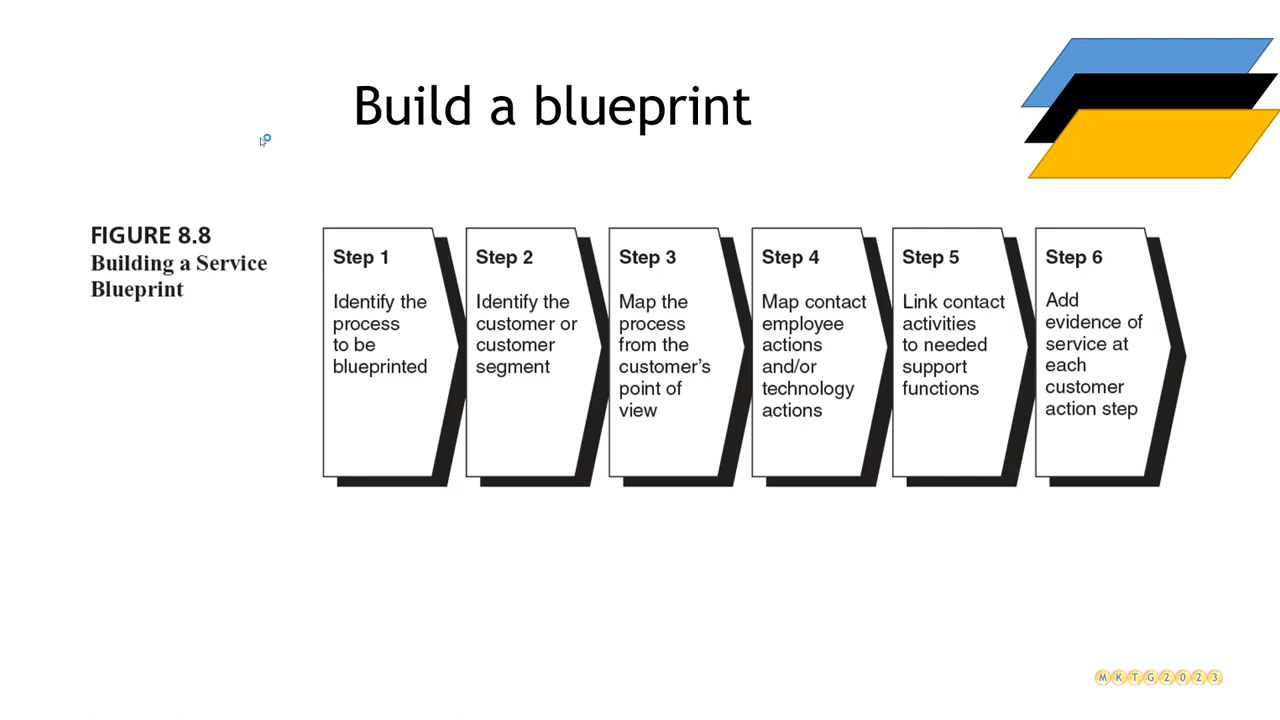 Build a blueprint
FIGURE 8.8
Building a Service
Blueprint
Step 1
Identify the
process
to be
blueprinted
Step 2
Identify the
customer or
customer
segment
Step 3
Map the
process
from the
customer’s
point of
view
Step 4
Map contact
employee
actions
and/or
technology
actions
Step 5
Link contact
activities
to needed
support
functions
Step 6
Add
evidence of
service at
each
customer
action step
MKTG2023